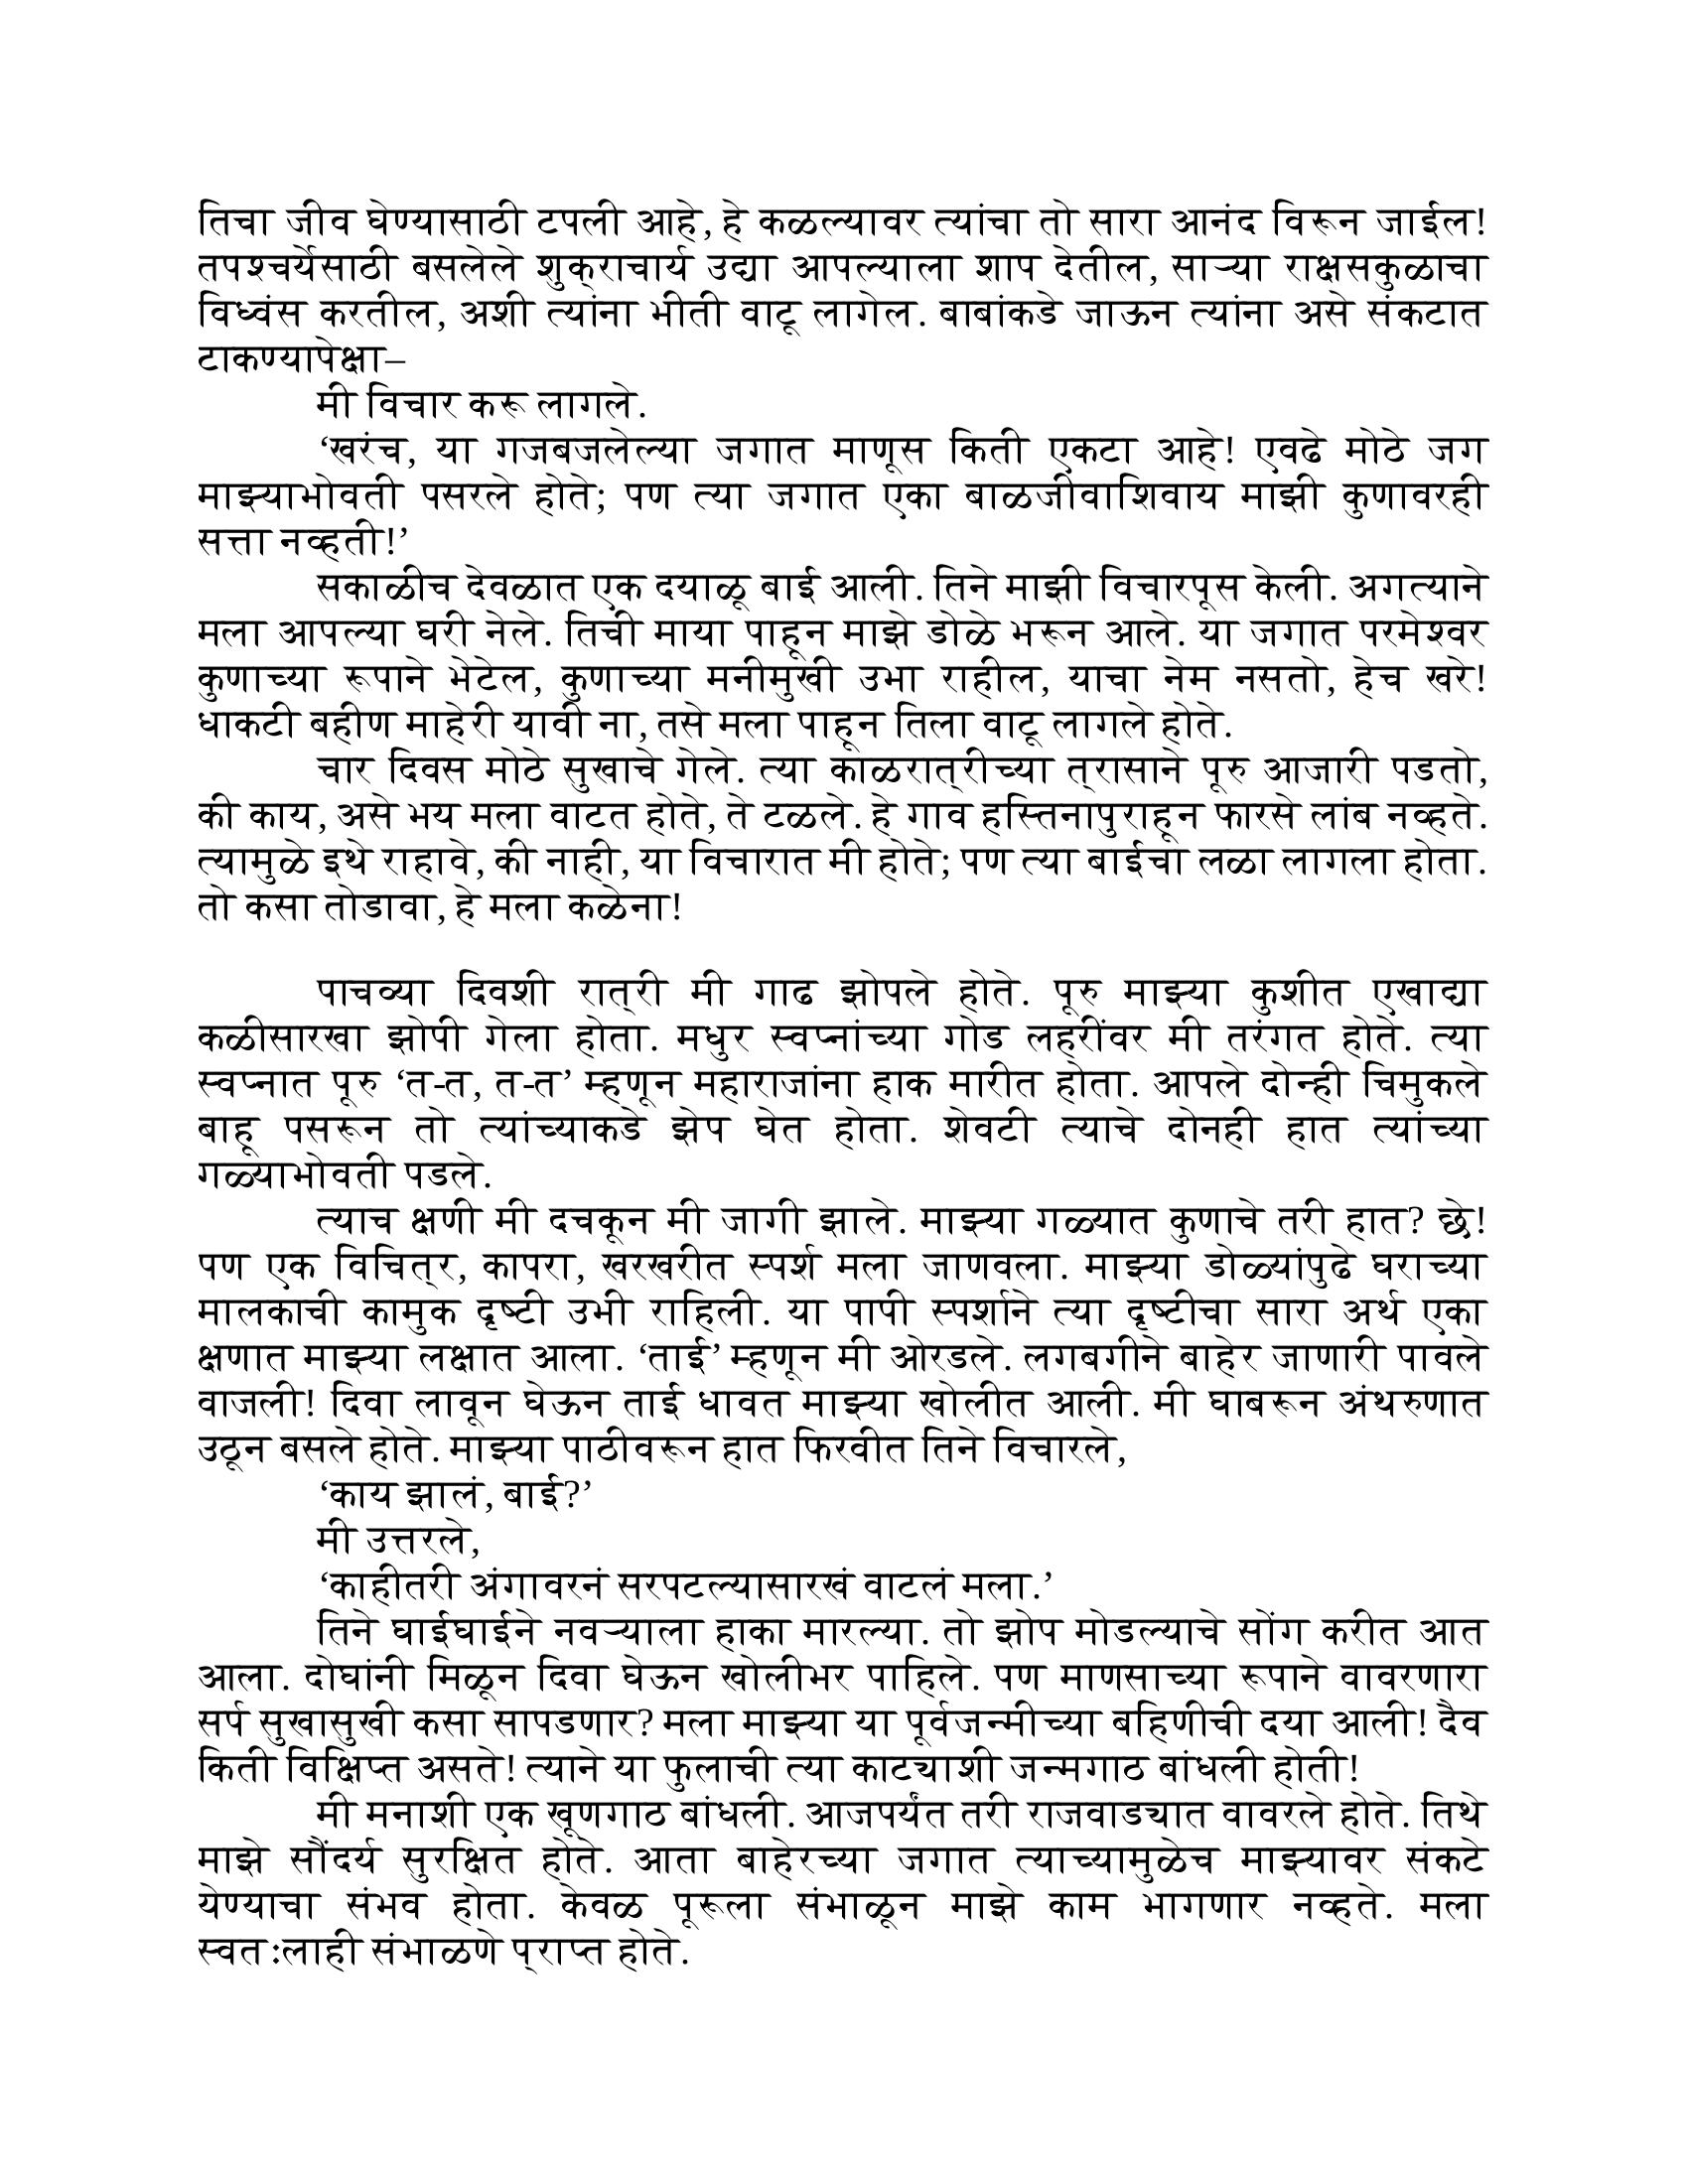 तिचा जीव घेण्यासाठी टपली आहे, हे कळल्यावर त्यांचा तो सारा आनंद विरून जाईल!
तपश्चर्येसाठी बसलेले शुक्राचार्य उद्या आपल्याला शाप देतील, साऱ्या राक्षसकुळाचा
विध्वंस करतील, अशी त्यांना भीती वाटू लागेल. बाबांकडे जाऊन त्यांना असे संकटात
टाकण्यापेक्षा–
मी विचार करू लागले.
‘खरंच, या गजबजलेल्या जगात माणूस किती एकटा आहे! एवढे मोठे जग
माझ्याभोवती पसरले होते; पण त्या जगात एका बाळजीवाशिवाय माझी कुणावरही
सत्ता नव्हती!’
सकाळीच देवळात एक दयाळू बाई आली. तिने माझी विचारपूस केली. अगत्याने
मला आपल्या घरी नेले. तिची माया पाहून माझे डोळे भरून आले. या जगात परमेश्वर
कुणाच्या रूपाने भेटेल, कुणाच्या मनीमुखी उभा राहील, याचा नेम नसतो, हेच खरे!
धाकटी बहीण माहेरी यावी ना, तसे मला पाहून तिला वाटू लागले होते.
चार दिवस मोठे सुखाचे गेले. त्या काळरात्रीच्या त्रासाने पूरु आजारी पडतो,
की काय, असे भय मला वाटत होते, ते टळले. हे गाव हस्तिनापुराहून फारसे लांब नव्हते.
त्यामुळे इथे राहावे, की नाही, या विचारात मी होते; पण त्या बाईचा लळा लागला होता.
तो कसा तोडावा, हे मला कळेना!
पाचव्या दिवशी रात्री मी गाढ झोपले होते. पूरु माझ्या कुशीत एखाद्या
कळीसारखा झोपी गेला होता. मधुर स्वप्नांच्या गोड लहरींवर मी तरंगत होते. त्या
स्वप्नात पूरु ‘त-त, त-त’ म्हणून महाराजांना हाक मारीत होता. आपले दोन्ही चिमुकले
बाहू पसरून तो त्यांच्याकडे झेप घेत होता. शेवटी त्याचे दोनही हात त्यांच्या
गळ्याभोवती पडले.
त्याच क्षणी मी दचकून मी जागी झाले. माझ्या गळ्यात कुणाचे तरी हात? छे!
पण एक विचित्र, कापरा, खरखरीत स्पर्श मला जाणवला. माझ्या डोळ्यांपुढे घराच्या
मालकाची कामुक दृष्टी उभी राहिली. या पापी स्पर्शाने त्या दृष्टीचा सारा अर्थ एका
क्षणात माझ्या लक्षात आला. ‘ताई’ म्हणून मी ओरडले. लगबगीने बाहेर जाणारी पावले
वाजली! दिवा लावून घेऊन ताई धावत माझ्या खोलीत आली. मी घाबरून अंथरुणात
उठून बसले होते. माझ्या पाठीवरून हात फिरवीत तिने विचारले,
‘काय झालं, बाई?’
मी उत्तरले,
‘काहीतरी अंगावरनं सरपटल्यासारखं वाटलं मला.’
तिने घाईघाईने नवऱ्याला हाका मारल्या. तो झोप मोडल्याचे सोंग करीत आत
आला. दोघांनी मिळून दिवा घेऊन खोलीभर पाहिले. पण माणसाच्या रूपाने वावरणारा
सर्प सुखासुखी कसा सापडणार? मला माझ्या या पूर्वजन्मीच्या बहिणीची दया आली! दैव
किती विक्षिप्त असते! त्याने या फुलाची त्या काट्याशी जन्मगाठ बांधली होती!
मी मनाशी एक खूणगाठ बांधली. आजपर्यंत तरी राजवाड्यात वावरले होते. तिथे
माझे सौंदर्य सुरक्षित होते. आता बाहेरच्या जगात त्याच्यामुळेच माझ्यावर संकटे
येण्याचा संभव होता. केवळ पूरूला संभाळून माझे काम भागणार नव्हते. मला
स्वतःलाही संभाळणे प्राप्त होते.